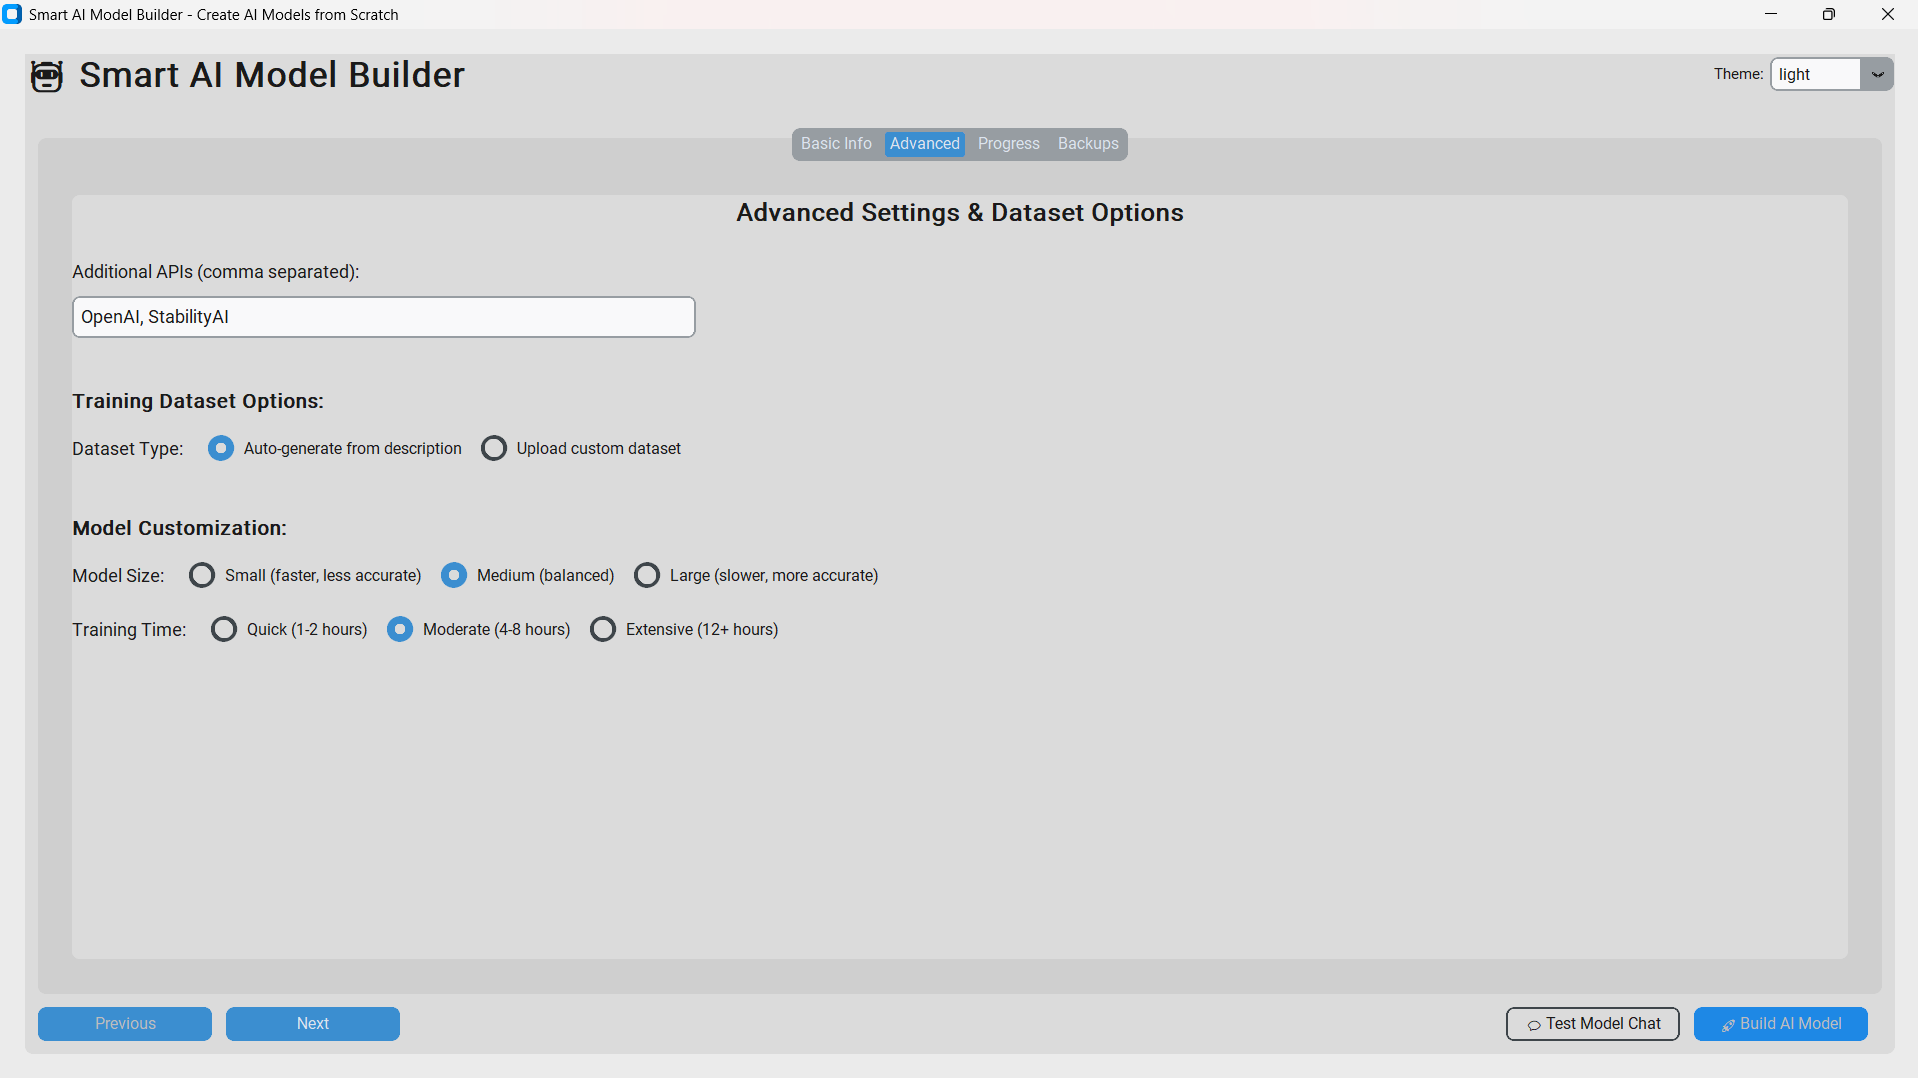 Smart AI Model Builder - Create AI Models from Scratch
Smart AI Model Builder
Theme: light
Basic Info Advanced Progress Backups
Advanced Settings & Dataset Options
Additional APIs (comma separated):
OpenAI, StabilityAI
Training Dataset Options:
Dataset Type: Auto-generate from description Upload custom dataset
Model Customization:
Model Size: Small (faster, less accurate) Medium (balanced) Large (slower, more accurate)
Training Time: Quick (1-2 hours) Moderate (4-8 hours) Extensive (12+ hours)
Previous Next Test Model Chat Build AI Model